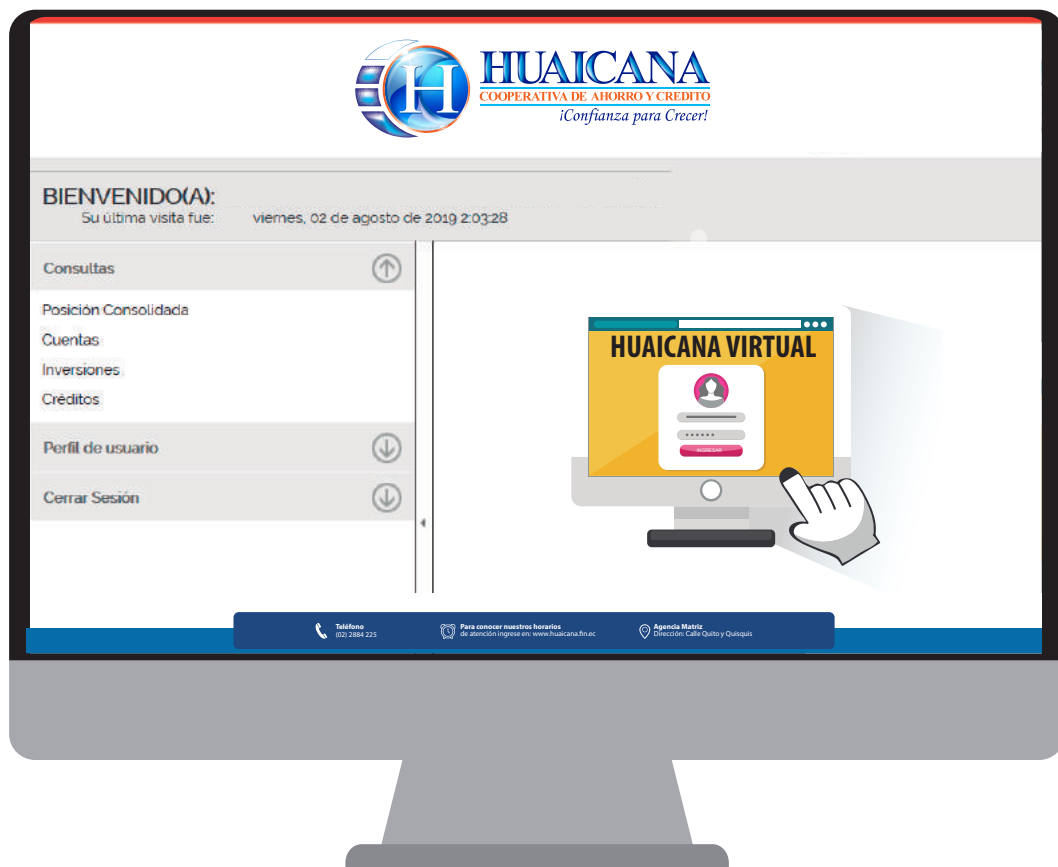 HUAICANA
COOPERATIVA DE AHORRO Y CREDITO
¡Confianza para Crecer!
BIENVENIDO(A):
Su última visita fue: viernes, 02 de agosto de 2019 2:03:28
Consultas
Posición Consolidada
Cuentas
Inversiones
Créditos
Perfil de usuario
Cerrar Sesión
HUAICANA VIRTUAL
INGRESAR
Teléfono
(02) 2884 225
Para conocer nuestros horarios
de atención ingrese en: www.huaicana.fin.ec
Agencia Matriz
Dirección: Calle Quito y Quisquis